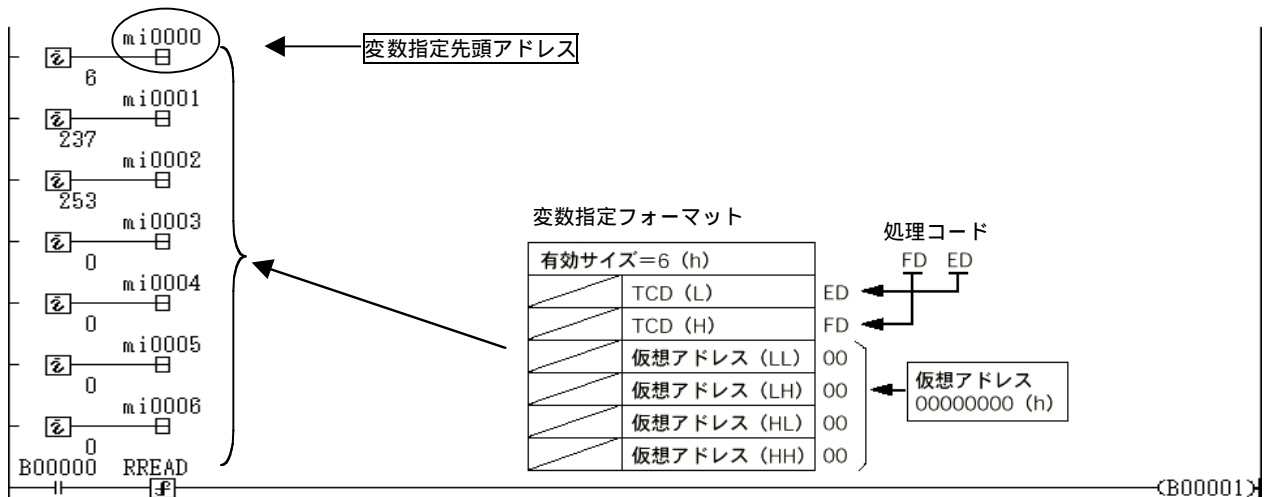 mi0000
変数指定先頭アドレス
i
6
mi0001
i
237
mi0002
i
253
mi0003
i
0
mi0004
i
0
mi0005
i
0
mi0006
i
0
変数指定フォーマット
処理コード
有効サイズ=6 (h)
FD ED
TCD (L) ED
TCD (H) FD
仮想アドレス (LL) 00
仮想アドレス (LH) 00
仮想アドレス (HL) 00
仮想アドレス (HH) 00
仮想アドレス
00000000 (h)
B00000 RREAD
f
(B00001)